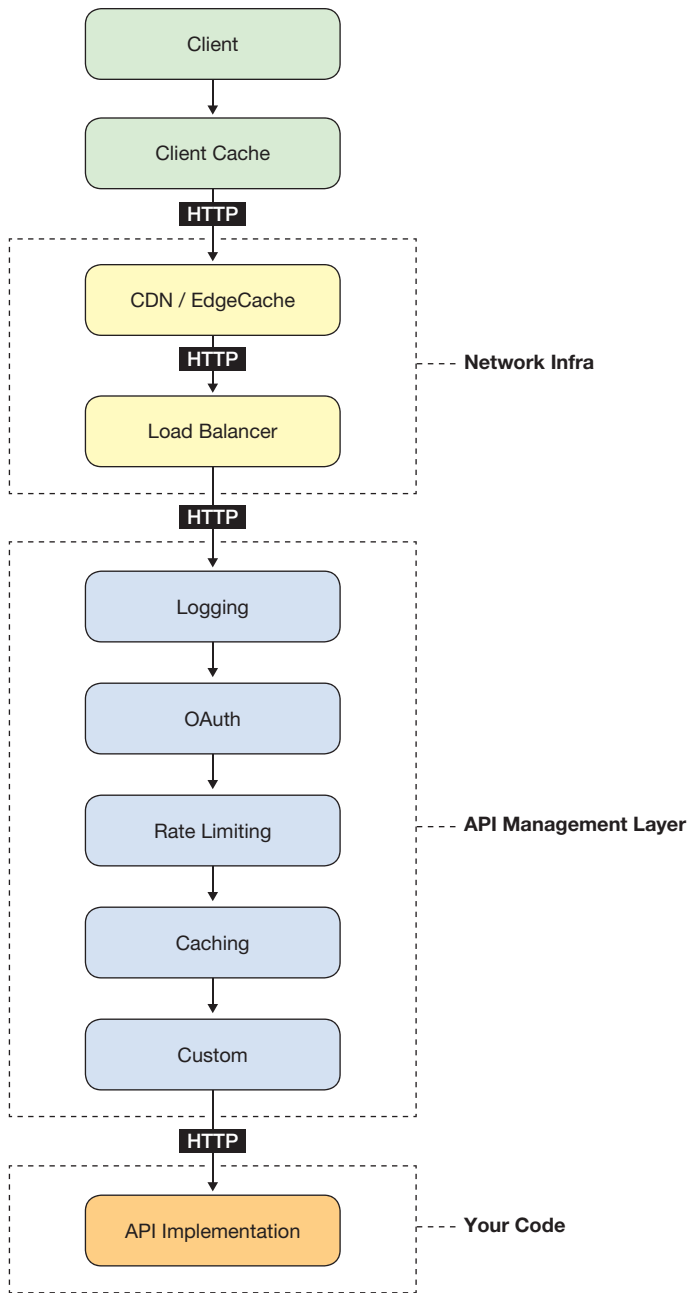 Client
Client Cache
HTTP
CDN / EdgeCache
HTTP
Network Infra
Load Balancer
HTTP
Logging
OAuth
Rate Limiting
API Management Layer
Caching
Custom
HTTP
API Implementation
Your Code